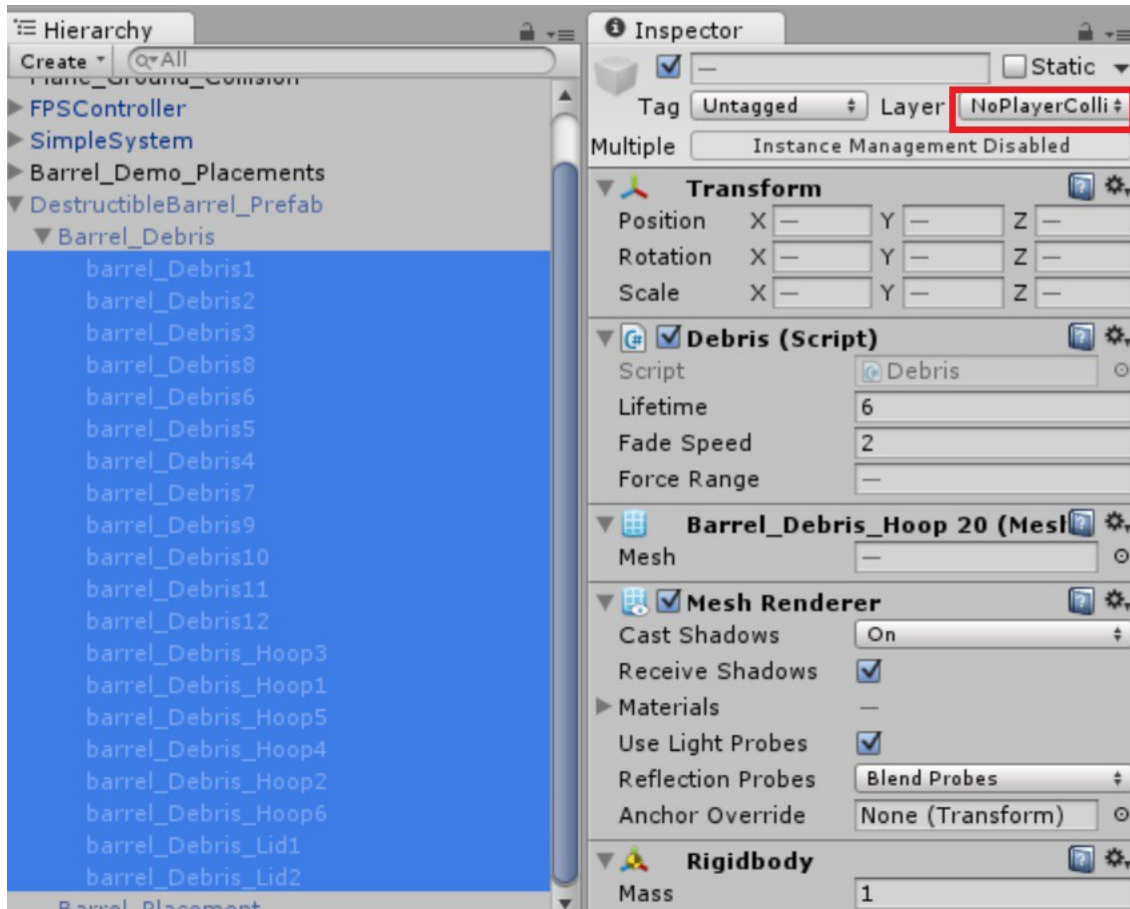 Hierarchy
Create
All
Plane_Ground_Collision
FPSController
SimpleSystem
Barrel_Demo_Placements
DestructibleBarrel_Prefab
Barrel_Debris
barrel_Debris1
barrel_Debris2
barrel_Debris3
barrel_Debris8
barrel_Debris6
barrel_Debris5
barrel_Debris4
barrel_Debris7
barrel_Debris9
barrel_Debris10
barrel_Debris11
barrel_Debris12
barrel_Debris_Hoop3
barrel_Debris_Hoop1
barrel_Debris_Hoop5
barrel_Debris_Hoop4
barrel_Debris_Hoop2
barrel_Debris_Hoop6
barrel_Debris_Lid1
barrel_Debris_Lid2
Barrel_Placement
Inspector
— Static
Tag Untagged Layer NoPlayerColli
Multiple Instance Management Disabled
Transform
Position X — Y — Z —
Rotation X — Y — Z —
Scale X — Y — Z —
Debris (Script)
Script Debris
Lifetime 6
Fade Speed 2
Force Range —
Barrel_Debris_Hoop 20 (Mesh
Mesh —
Mesh Renderer
Cast Shadows On
Receive Shadows
Materials —
Use Light Probes
Reflection Probes Blend Probes
Anchor Override None (Transform)
Rigidbody
Mass 1